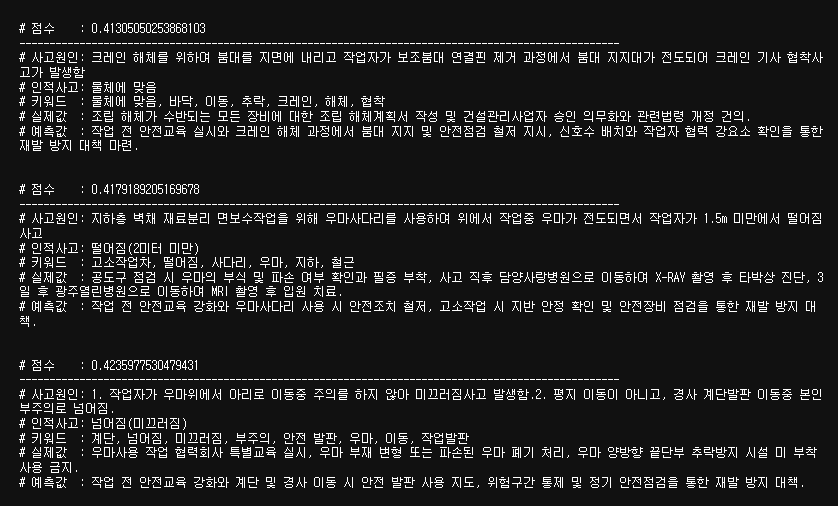 # 점수    : 0.41305050253868103
--------------------------------------------------------------------------------
# 사고원인: 크레인 해체를 위하여 붐대를 지면에 내리고 작업자가 보조붐대 연결핀 제거 과정에서 붐대 지지대가 전도되어 크레인 기사 협착사
고가 발생함
# 인적사고: 물체에 맞음
# 키워드  : 물체에 맞음, 바닥, 이동, 추락, 크레인, 해체, 협착
# 실제값  : 조립 해체가 수반되는 모든 장비에 대한 조립 해체계획서 작성 및 건설관리사업자 승인 의무화와 관련법령 개정 건의.
# 예측값  : 작업 전 안전교육 실시와 크레인 해체 과정에서 붐대 지지 및 안전점검 철저 지시, 신호수 배치와 작업자 협력 강요소 확인을 통한
재발 방지 대책 마련.
# 점수    : 0.4179189205169678
--------------------------------------------------------------------------------
# 사고원인: 지하층 벽채 재료분리 면보수작업을 위해 우마사다리를 사용하여 위에서 작업중 우마가 전도되면서 작업자가 1.5m 미만에서 떨어짐
사고
# 인적사고: 떨어짐(2미터 미만)
# 키워드  : 고소작업차, 떨어짐, 사다리, 우마, 지하, 철근
# 실제값  : 공도구 점검 시 우마의 부식 및 파손 여부 확인과 필증 부착, 사고 직후 담양사랑병원으로 이동하여 X-RAY 촬영 후 타박상 진단, 3
일 후 광주열린병원으로 이동하여 MRI 촬영 후 입원 치료.
# 예측값  : 작업 전 안전교육 강화와 우마사다리 사용 시 안전조치 철저, 고소작업 시 지반 안정 확인 및 안전장비 점검을 통한 재발 방지 대
책.
# 점수    : 0.4235977530479431
--------------------------------------------------------------------------------
# 사고원인: 1. 작업자가 우마위에서 아리로 이동중 주의를 하지 않아 미끄러짐사고 발생함.2. 평지 이동이 아니고, 경사 계단발판 이동중 본인
부주의로 넘어짐.
# 인적사고: 넘어짐(미끄러짐)
# 키워드  : 계단, 넘어짐, 미끄러짐, 부주의, 안전 발판, 우마, 이동, 작업발판
# 실제값  : 우마사용 작업 협력회사 특별교육 실시, 우마 부재 변형 또는 파손된 우마 폐기 처리, 우마 양방향 끝단부 추락방지 시설 미 부착
사용 금지.
# 예측값  : 작업 전 안전교육 강화와 계단 및 경사 이동 시 안전 발판 사용 지도, 위험구간 통제 및 정기 안전점검을 통한 재발 방지 대책.